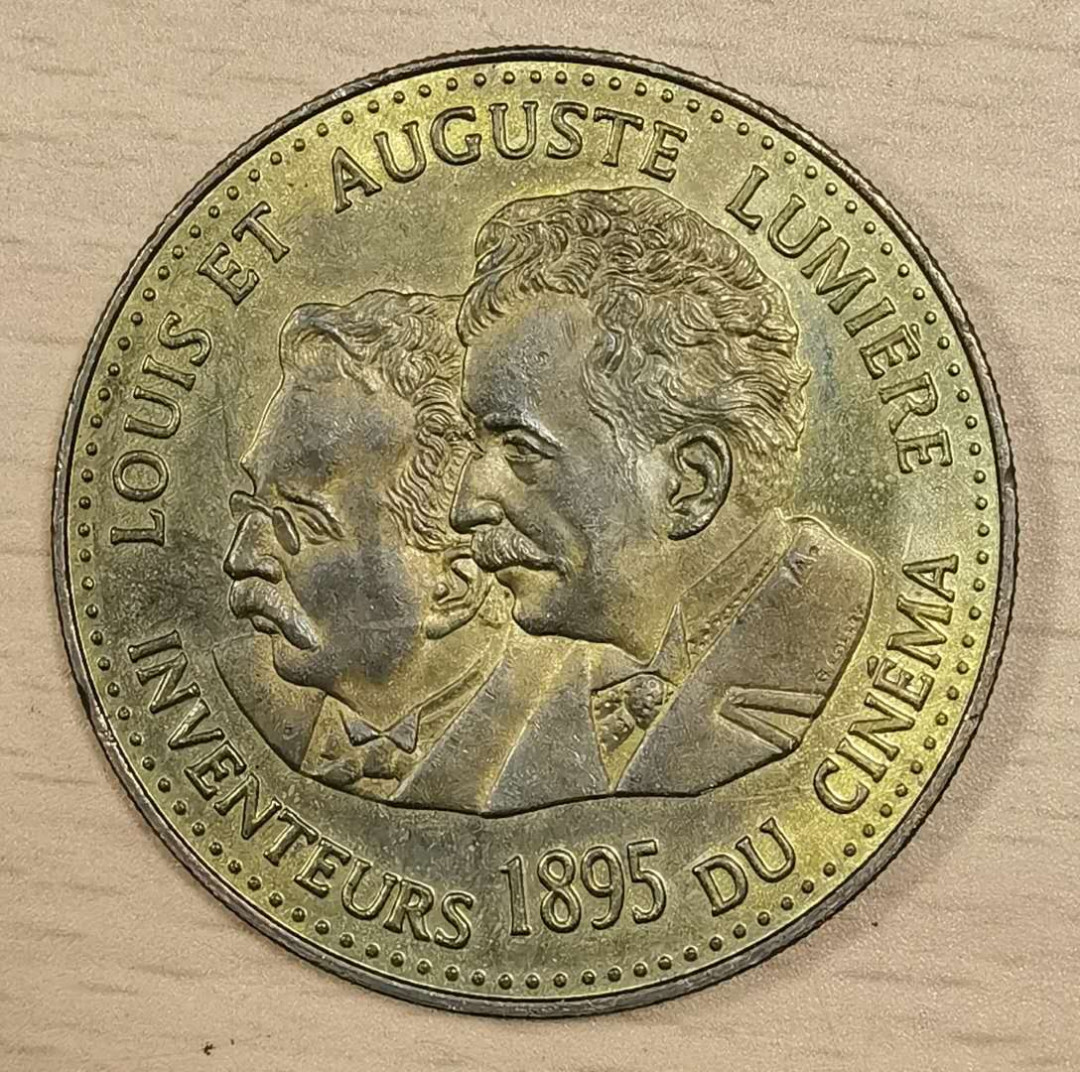 LOUIS ET AUGUSTE LUMIÈRE
INVENTEURS 1895 DU CINÉMA